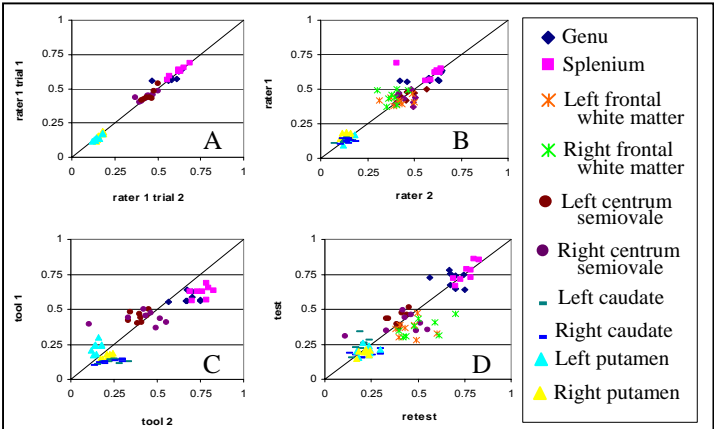 1
0.75
0.5
0.25
0
0 0.25 0.5 0.75 1
rater 1 trial 1
rater 1 trial 2
A
1
0.75
0.5
0.25
0
0 0.25 0.5 0.75 1
rater 1
rater 2
B
1
0.75
0.5
0.25
0
0 0.25 0.5 0.75 1
tool 1
tool 2
C
1
0.75
0.5
0.25
0
0 0.25 0.5 0.75 1
test
retest
D
Genu
Splenium
Left frontal
white matter
Right frontal
white matter
Left centrum
semiovale
Right centrum
semiovale
Left caudate
Right caudate
Left putamen
Right putamen